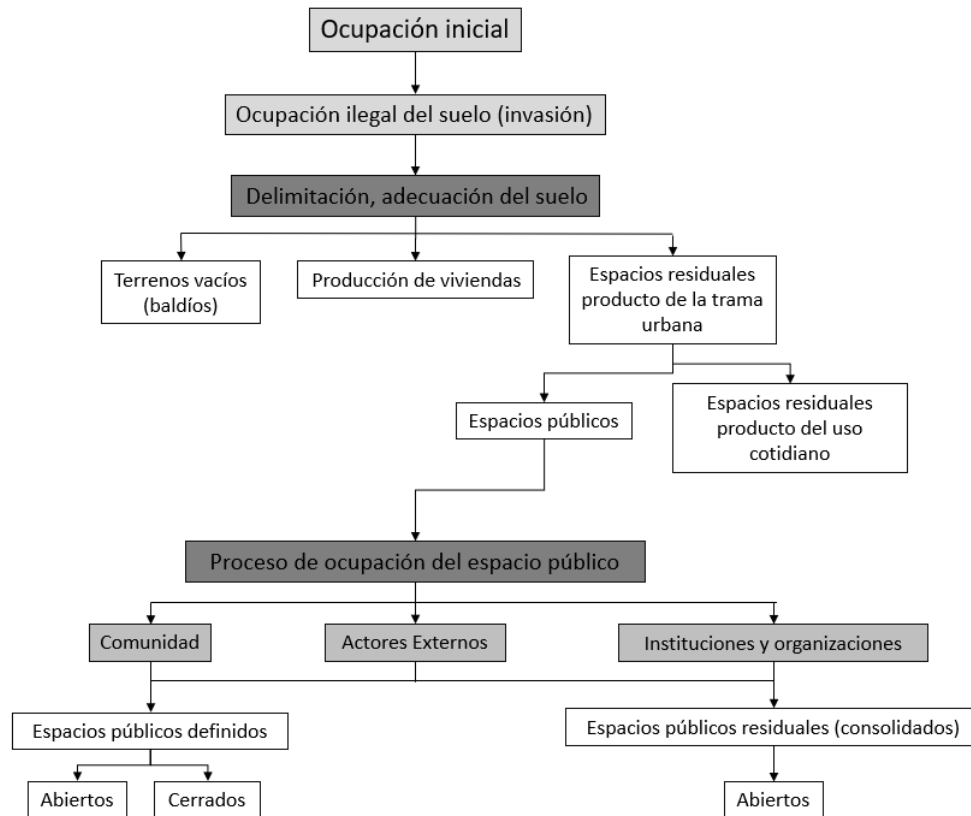 Ocupación inicial
Ocupación ilegal del suelo (invasión)
Delimitación, adecuación del suelo
Terrenos vacíos
(baldíos)
Producción de viviendas
Espacios residuales
producto de la trama
urbana
Espacios públicos
Espacios residuales
producto del uso
cotidiano
Proceso de ocupación del espacio público
Comunidad
Actores Externos
Instituciones y organizaciones
Espacios públicos definidos
Espacios públicos residuales (consolidados)
Abiertos
Cerrados
Abiertos